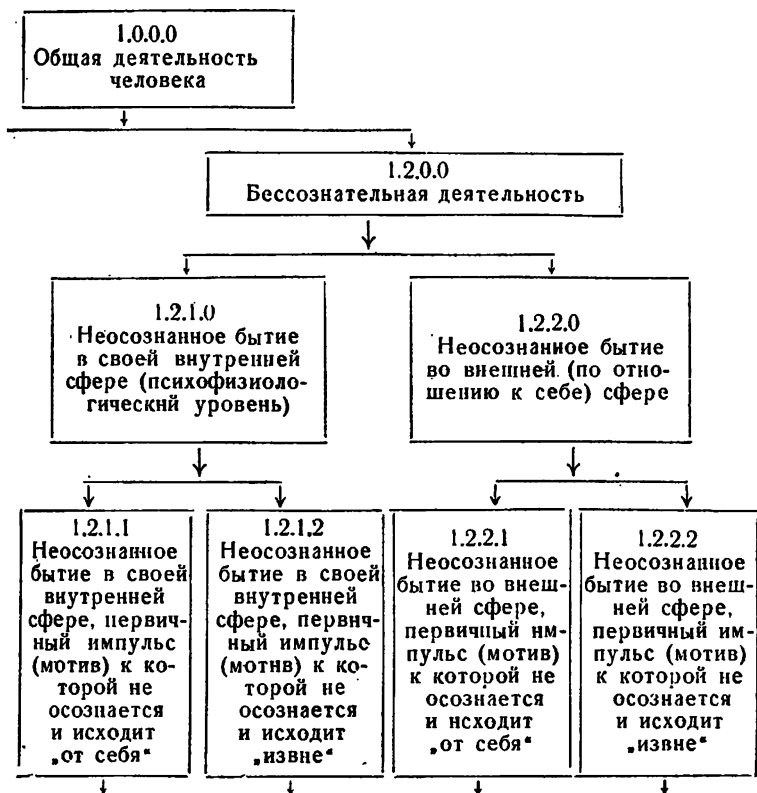 1.0.0.0
Общая деятельность
человека
1.2.0.0
Бессознательная деятельность
1.2.1.0
Неосознанное бытие
в своей внутренней
сфере (психофизиоло-
гический уровень)
1.2.2.0
Неосознанное бытие
во внешней (по отно-
шению к себе) сфере
1.2.1.1
Неосознанное
бытие в своей
внутренней
сфере, первич-
ный импульс
(мотив) к ко-
торой не
осознается
и исходит
„от себя“
1.2.1.2
Неосознанное
бытие в своей
внутренней
сфере, первич-
ный импульс
(мотив) к ко-
торой не
осознается
и исходит
„извне“
1.2.2.1
Неосознанное
бытие во внеш-
ней сфере,
первичный им-
пульс (мотив)
к которой не
осознается
и исходит
„от себя“
1.2.2.2
Неосознанное
бытие во внеш-
ней сфере,
первичный им-
пульс (мотив)
к которой не
осознается
и исходит
„извне“